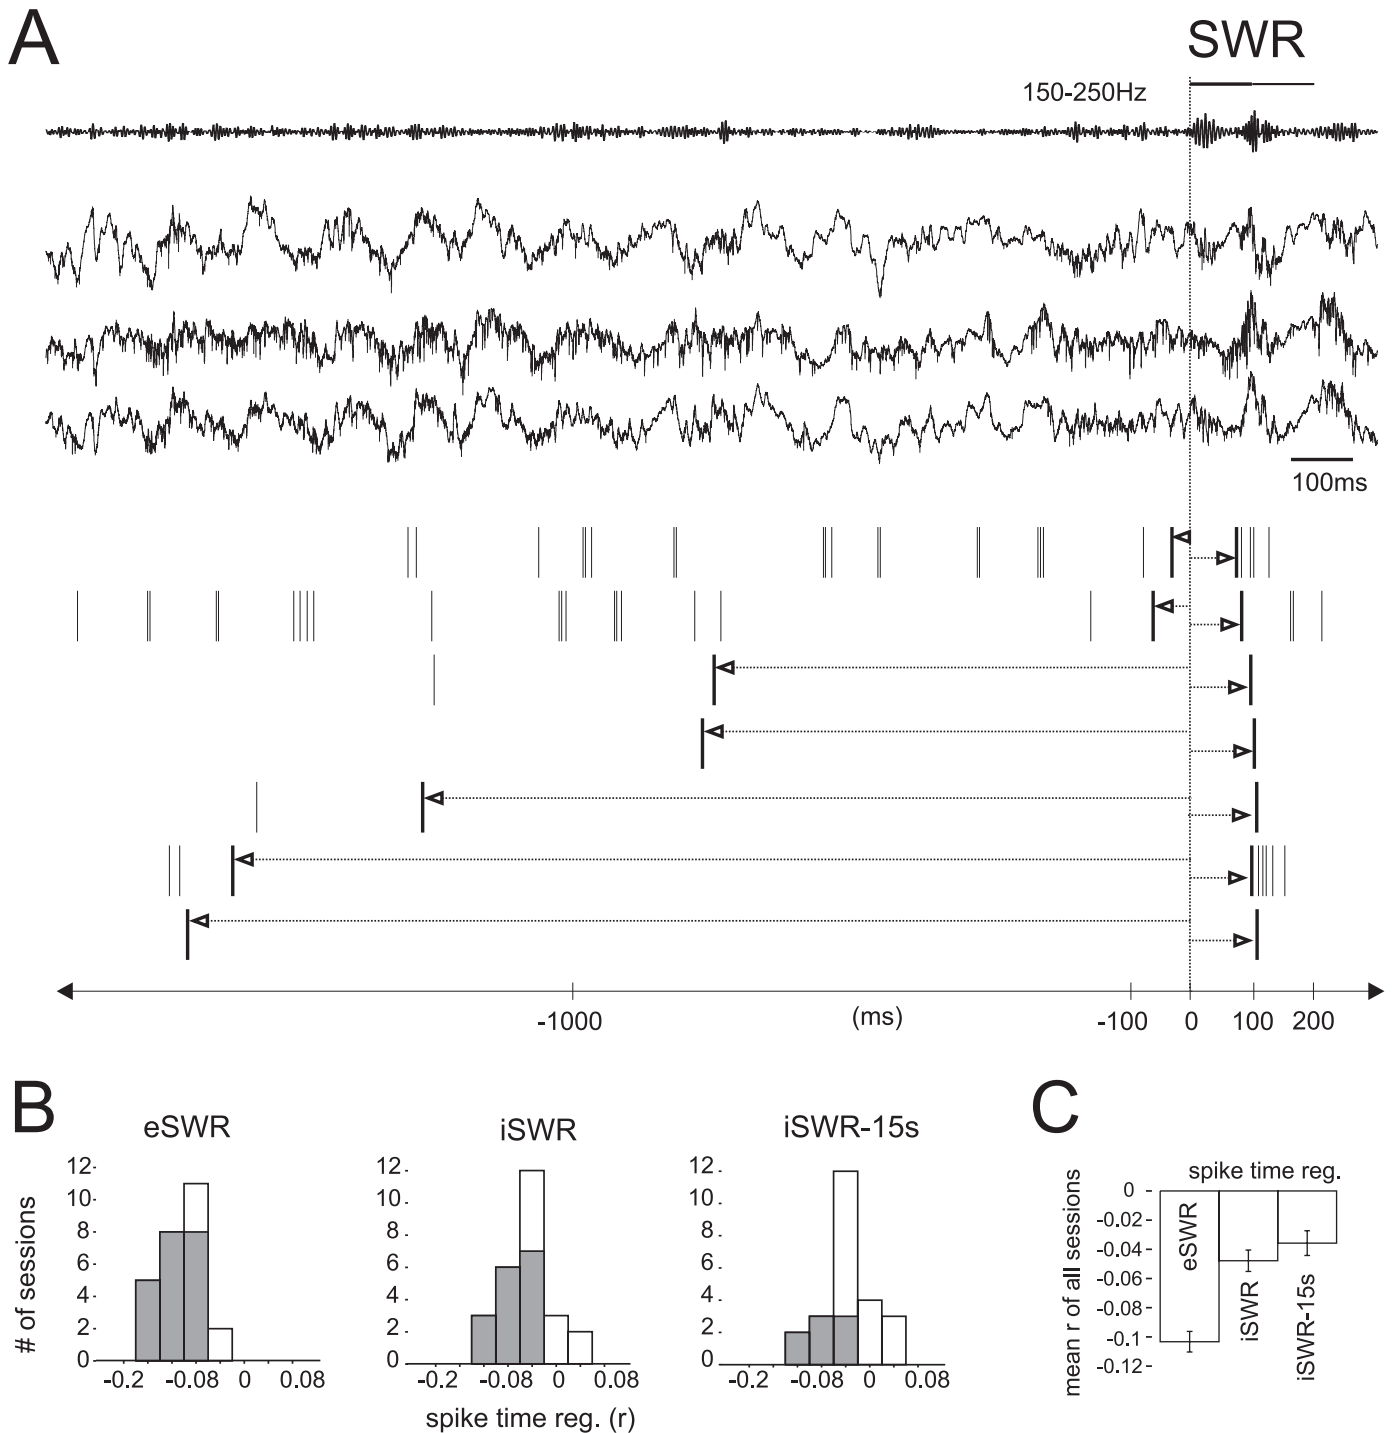 A
SWR
150-250Hz
100ms
-1000 (ms) -100 0 100 200
B
eSWR
iSWR
iSWR-15s
# of sessions
12
10
8
6
4
2
0
-0.2 -0.08 0 0.08
12
10
8
6
4
2
0
-0.2 -0.08 0 0.08
12
10
8
6
4
2
0
-0.2 -0.08 0 0.08
spike time reg. (r)
C
spike time reg.
mean r of all sessions
0
-0.02
-0.04
-0.06
-0.08
-0.1
-0.12
eSWR
iSWR
iSWR-15s